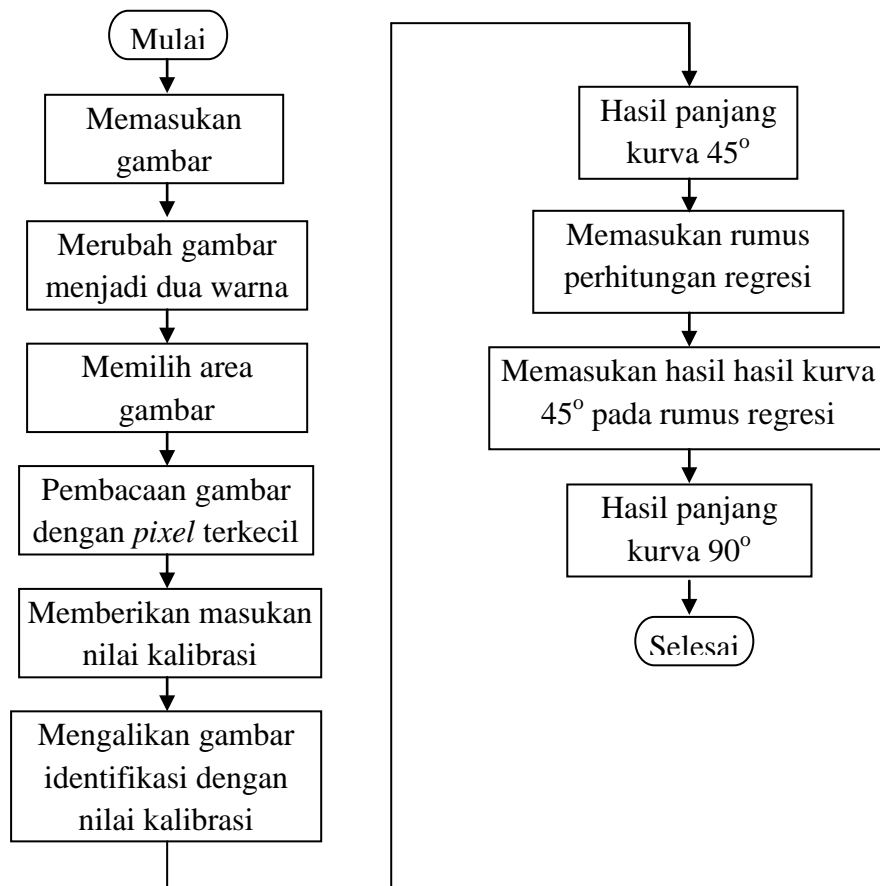 Mulai
Memasukan
gambar
Merubah gambar
menjadi dua warna
Memilih area
gambar
Pembacaan gambar
dengan pixel terkecil
Memberikan masukan
nilai kalibrasi
Mengalikan gambar
identifikasi dengan
nilai kalibrasi
Hasil panjang
kurva 45°
Memasukan rumus
perhitungan regresi
Memasukan hasil hasil kurva
45° pada rumus regresi
Hasil panjang
kurva 90°
Selesai